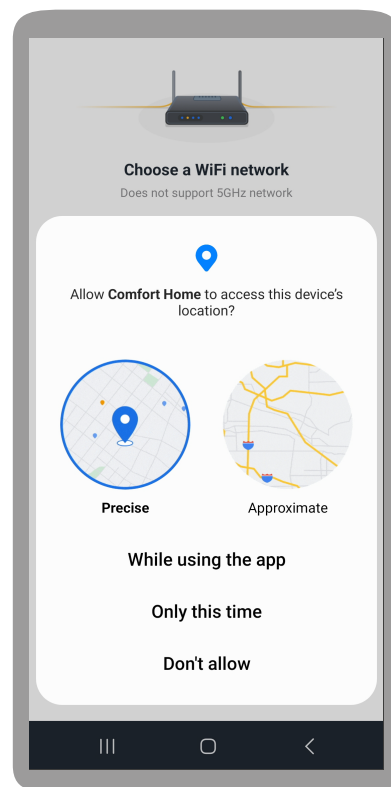 Choose a WiFi network
Does not support 5GHz network
Allow Comfort Home to access this device's
location?
Precise
Approximate
While using the app
Only this time
Don't allow